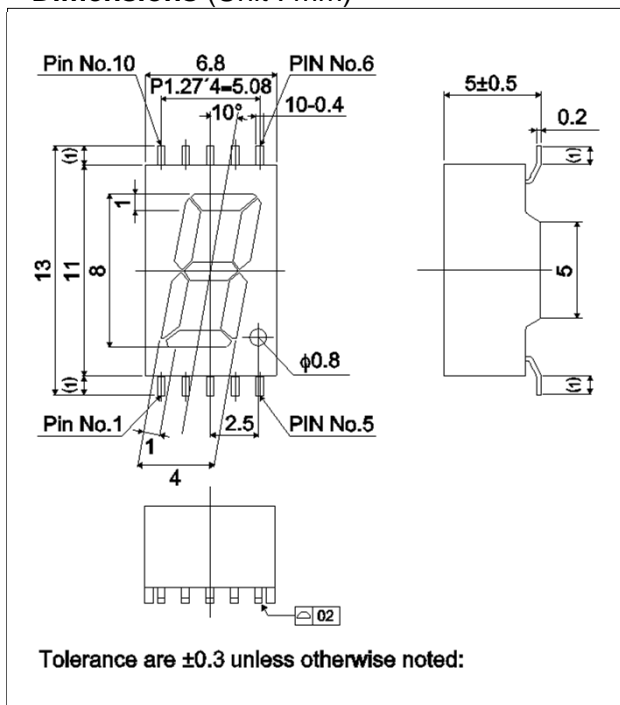 Dimensions (Unit : mm)
Pin No.10
6.8
PIN No.6
P1.27´4=5.08
10°
10-0.4
5±0.5
0.2
(1)
(1)
1
13
11
8
5
(1)
(1)
ϕ0.8
Pin No.1
2.5
PIN No.5
1
4
02
Tolerance are ±0.3 unless otherwise noted: